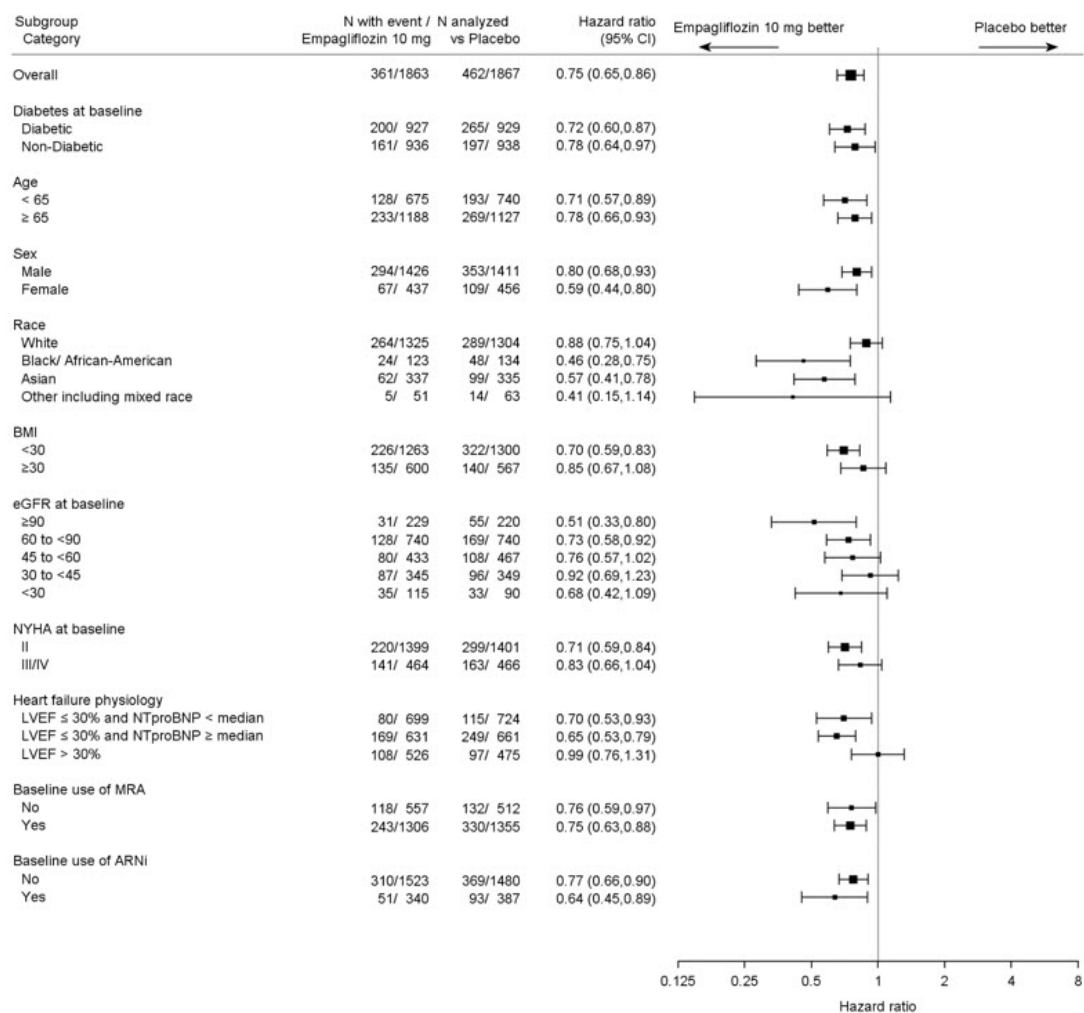 Subgroup N with event / N analyzed Hazard ratio Empagliflozin 10 mg better Placebo better
Category Empagliflozin 10 mg vs Placebo (95% CI)
Overall 361/1863 462/1867 0.75 (0.65,0.86)
Diabetes at baseline
Diabetic 200/ 927 265/ 929 0.72 (0.60,0.87)
Non-Diabetic 161/ 936 197/ 938 0.78 (0.64,0.97)
Age
< 65 128/ 675 193/ 740 0.71 (0.57,0.89)
≥ 65 233/1188 269/1127 0.78 (0.66,0.93)
Sex
Male 294/1426 353/1411 0.80 (0.68,0.93)
Female 67/ 437 109/ 456 0.59 (0.44,0.80)
Race
White 264/1325 289/1304 0.88 (0.75,1.04)
Black/ African-American 24/ 123 48/ 134 0.46 (0.28,0.75)
Asian 62/ 337 99/ 335 0.57 (0.41,0.78)
Other including mixed race 5/ 51 14/ 63 0.41 (0.15,1.14)
BMI
<30 226/1263 322/1300 0.70 (0.59,0.83)
≥30 135/ 600 140/ 567 0.85 (0.67,1.08)
eGFR at baseline
≥90 31/ 229 55/ 220 0.51 (0.33,0.80)
60 to <90 128/ 740 169/ 740 0.73 (0.58,0.92)
45 to <60 80/ 433 108/ 467 0.76 (0.57,1.02)
30 to <45 87/ 345 96/ 349 0.92 (0.69,1.23)
<30 35/ 115 33/ 90 0.68 (0.42,1.09)
NYHA at baseline
II 220/1399 299/1401 0.71 (0.59,0.84)
III/IV 141/ 464 163/ 466 0.83 (0.66,1.04)
Heart failure physiology
LVEF ≤ 30% and NTproBNP < median 80/ 699 115/ 724 0.70 (0.53,0.93)
LVEF ≤ 30% and NTproBNP ≥ median 169/ 631 249/ 661 0.65 (0.53,0.79)
LVEF > 30% 108/ 526 97/ 475 0.99 (0.76,1.31)
Baseline use of MRA
No 118/ 557 132/ 512 0.76 (0.59,0.97)
Yes 243/1306 330/1355 0.75 (0.63,0.88)
Baseline use of ARNi
No 310/1523 369/1480 0.77 (0.66,0.90)
Yes 51/ 340 93/ 387 0.64 (0.45,0.89)
0.125 0.5 1 2 4 8
Hazard ratio